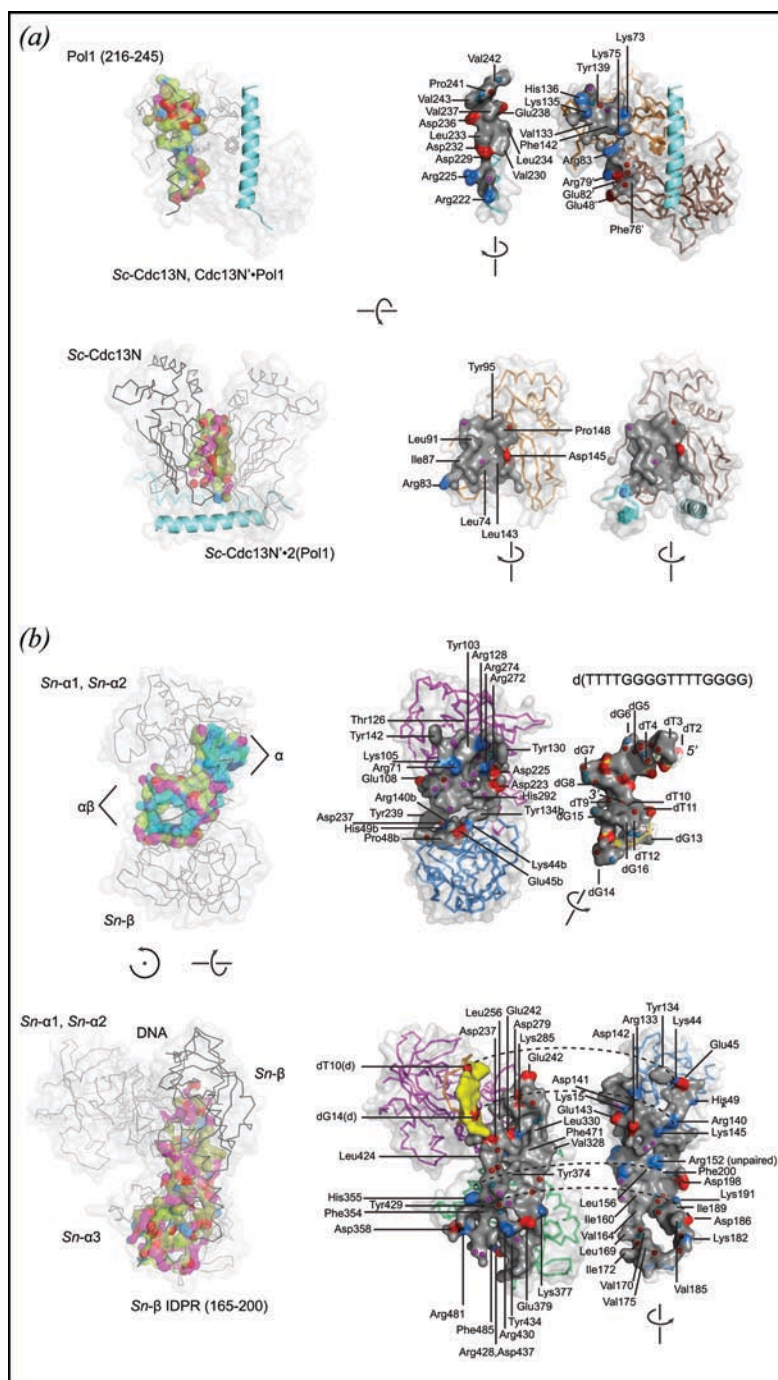 (a)
Pol1 (216-245)
Sc-Cdc13N, Cdc13N'•Pol1
Val242
Pro241
Val243
Val237
Asp236
Leu233
Asp232
Asp229
Arg225
Arg222
Glu238
Leu234
Val230
Lys73
Lys75
Tyr139
His136
Lys135
Val133
Phe142
Arg83
Arg79'
Glu82'
Glu48'
Phe76'
Sc-Cdc13N
Sc-Cdc13N'•2(Pol1)
Tyr95
Leu91
Ile87
Arg83
Leu74
Leu143
Pro148
Asp145
(b)
Sn-α1, Sn-α2
α
αβ
Sn-β
Tyr103
Arg128
Arg274
Arg272
Thr126
Tyr142
Lys105
Arg71
Glu108
Arg140b
Asp237
Tyr239
His49b
Pro48b
Tyr130
Asp225
Asp223
His292
Tyr134b
Lys44b
Glu45b
d(TTTTGGGGTTTTGGGG)
dG5
dG6
dT4
dT3
dT2
5'
dG7
dG8
3'
dT9
dG15
dT10
dT11
dG13
dT12
dG16
dG14
Sn-α1, Sn-α2
DNA
Sn-β
Sn-α3
Sn-β IDPR (165-200)
Leu256
Glu242
Asp237
Asp279
Lys285
Glu242
dT10(d)
dG14(d)
Leu424
His355
Tyr429
Phe354
Asp358
Arg481
Phe485
Arg428,Asp437
Arg430
Tyr434
Glu379
Lys377
Leu330
Phe471
Val328
Tyr374
Tyr134
Arg133
Lys44
Asp142
Glu45
Asp141
Lys15
Glu143
His49
Arg140
Lys145
Arg152 (unpaired)
Phe200
Asp198
Lys191
Leu156
Ile189
Ile160
Asp186
Val164
Lys182
Leu169
Ile172
Val170
Val175
Val185